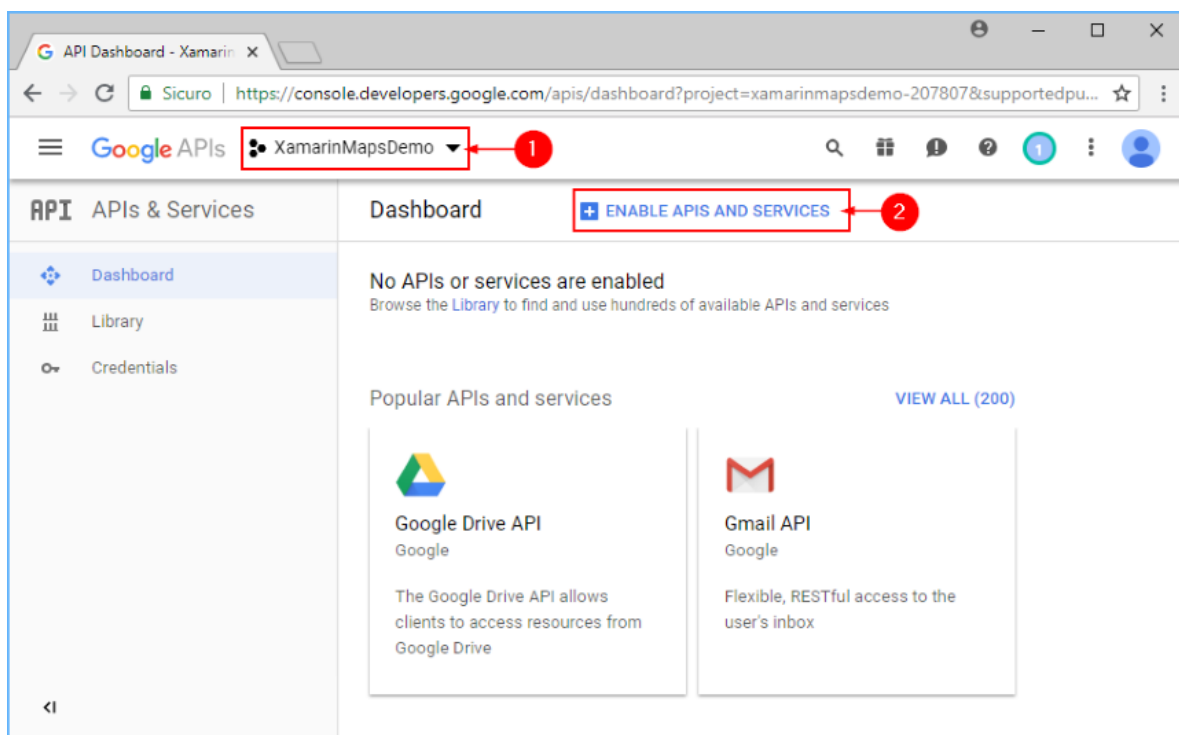 API Dashboard - Xamarin
Sicuro | https://console.developers.google.com/apis/dashboard?project=xamarinmapsdemo-207807&supportedpu...
Google APIs XamarinMapsDemo 1 1
API APIs & Services Dashboard ENABLE APIS AND SERVICES 2
Dashboard
Library
Credentials
No APIs or services are enabled
Browse the Library to find and use hundreds of available APIs and services
Popular APIs and services VIEW ALL (200)
Google Drive API
Google
The Google Drive API allows
clients to access resources from
Google Drive
Gmail API
Google
Flexible, RESTful access to the
user's inbox